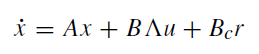 ẋ = Ax + BΛu + B_c r